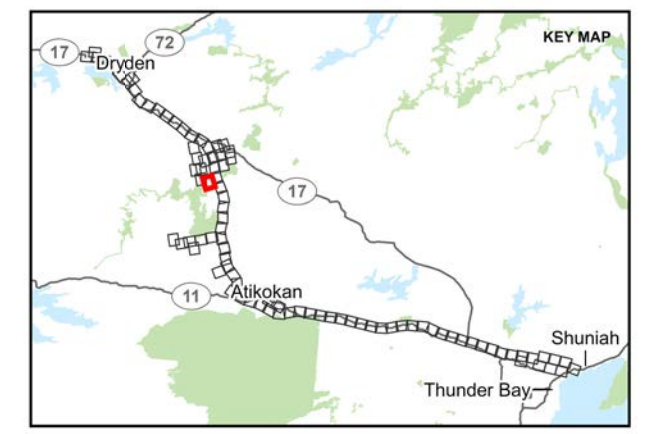 KEY MAP
72
17
Dryden
17
11
Atikokan
Shuniah
Thunder Bay